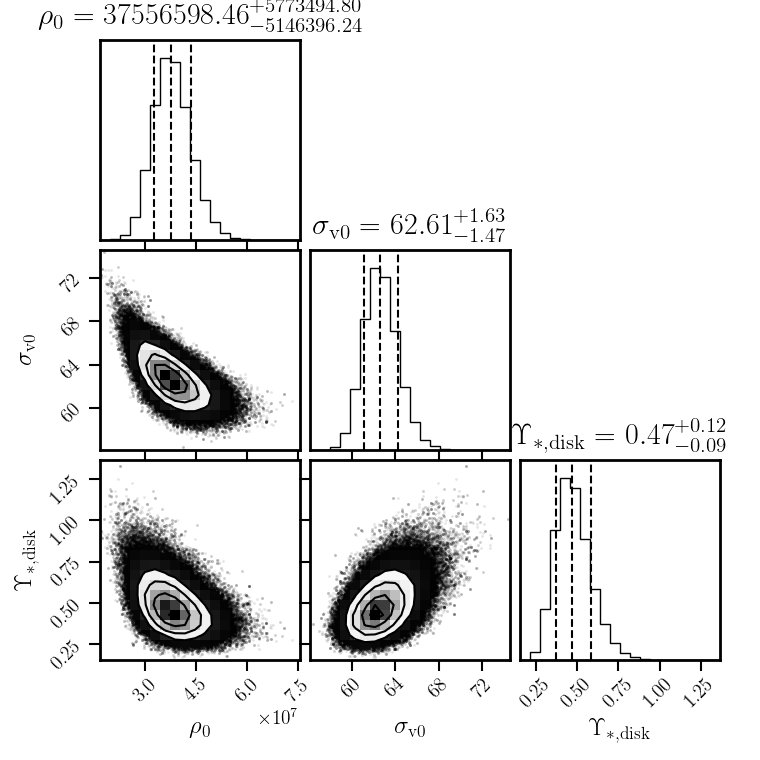 ρ₀ = 37556598.46⁺⁵⁷⁷³⁴⁹⁴·⁸⁰₋₅₁₄₆₃₉₆.₂₄
σᵥ₀ = 62.61⁺¹·⁶³₋₁.₄₇
72
68
64
60
σᵥ₀
ϒ∗,disk = 0.47⁺⁰·¹²₋₀.₀₉
1.25
1.00
0.75
0.50
0.25
ϒ∗,disk
3.0 4.5 6.0 7.5
×10⁷
ρ₀
60 64 68 72
σᵥ₀
0.25 0.50 0.75 1.00 1.25
ϒ∗,disk